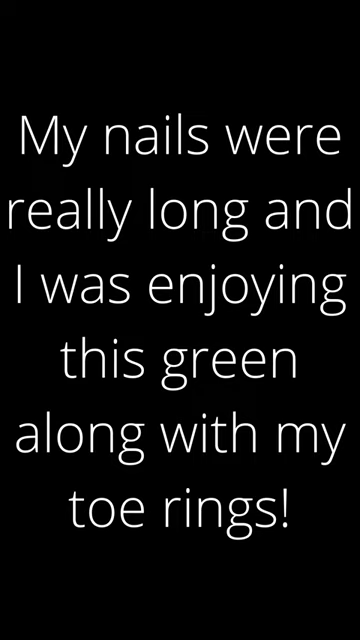 My nails were
really long and
I was enjoying
this green
along with my
toe rings!